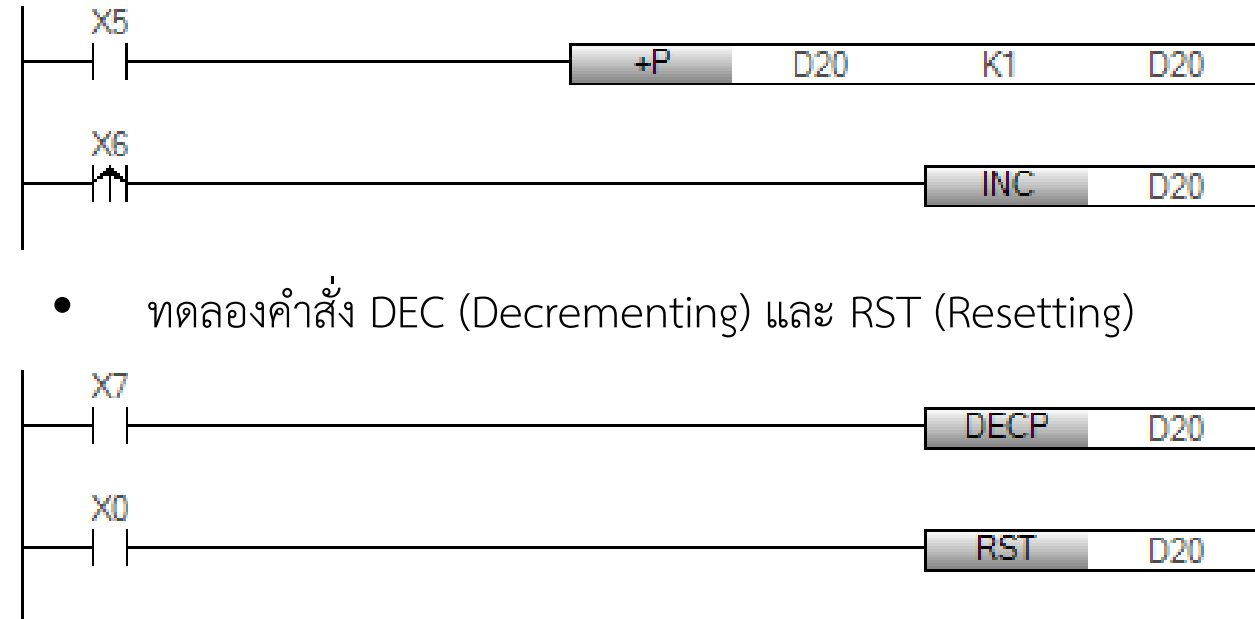 X5
+P D20 K1 D20
X6
INC D20
• ทดลองคำสั่ง DEC (Decrementing) และ RST (Resetting)
X7
DECP D20
X0
RST D20